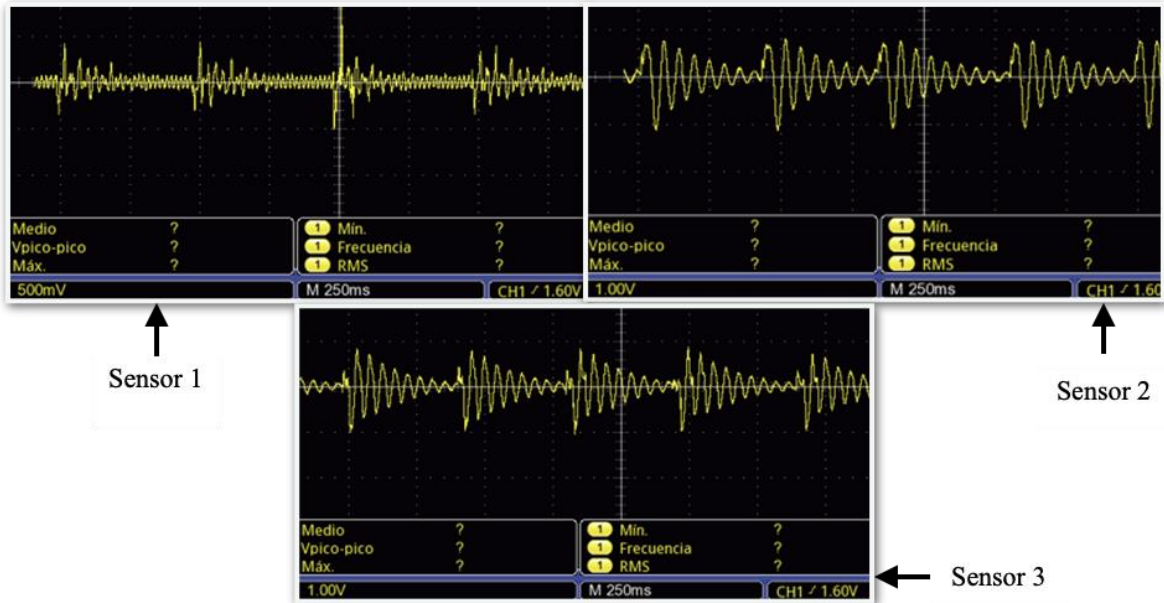 Medio ? 1 Mín. ?
Vpico-pico ? 1 Frecuencia ?
Máx. ? 1 RMS ?
500mV M 250ms CH1 / 1.60V
Sensor 1
Medio ? 1 Mín. ?
Vpico-pico ? 1 Frecuencia ?
Máx. ? 1 RMS ?
1.00V M 250ms CH1 / 1.60
Sensor 2
Medio ? 1 Mín. ?
Vpico-pico ? 1 Frecuencia ?
Máx. ? 1 RMS ?
1.00V M 250ms CH1 / 1.60V
Sensor 3